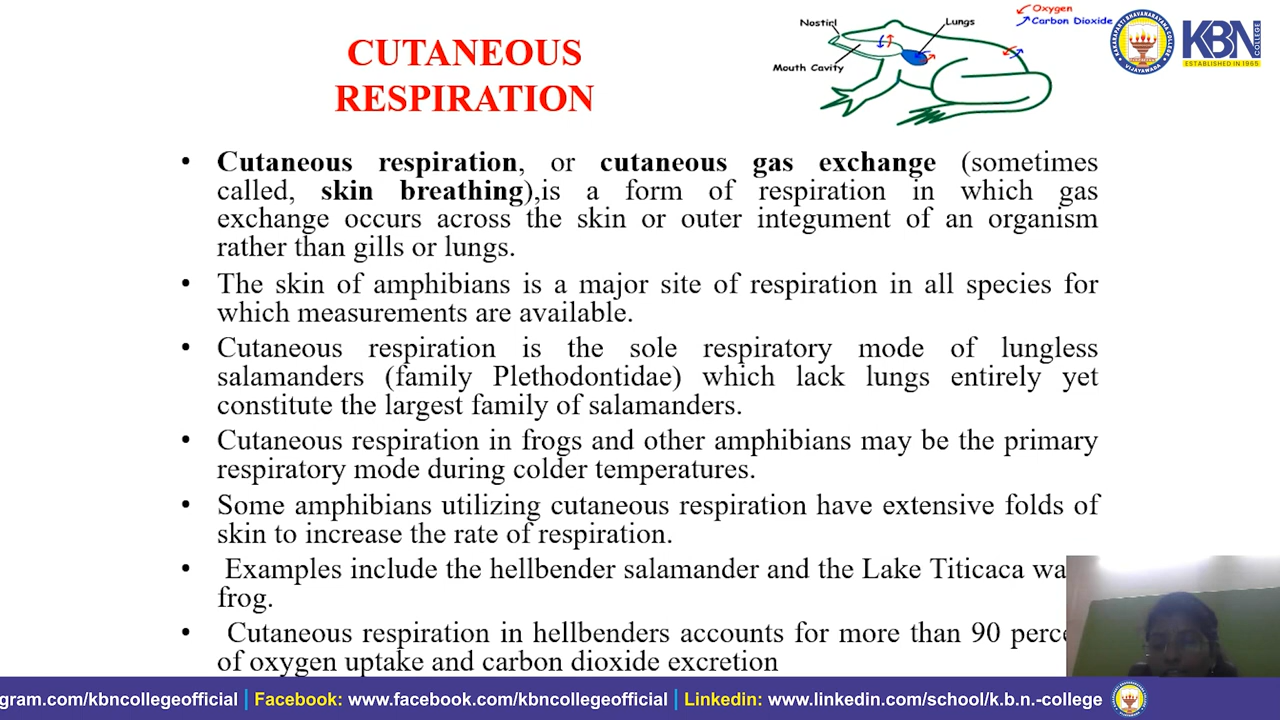 CUTANEOUS
RESPIRATION
Nostirl
Lungs
Mouth Cavity
Oxygen
Carbon Dioxide
KAKARAPARTI BHAVANARAYANA COLLEGE
VIJAYAWADA
KBN
COLLEGE
ESTABLISHED IN 1965
• Cutaneous respiration, or cutaneous gas exchange (sometimes
called, skin breathing),is a form of respiration in which gas
exchange occurs across the skin or outer integument of an organism
rather than gills or lungs.
• The skin of amphibians is a major site of respiration in all species for
which measurements are available.
• Cutaneous respiration is the sole respiratory mode of lungless
salamanders (family Plethodontidae) which lack lungs entirely yet
constitute the largest family of salamanders.
• Cutaneous respiration in frogs and other amphibians may be the primary
respiratory mode during colder temperatures.
• Some amphibians utilizing cutaneous respiration have extensive folds of
skin to increase the rate of respiration.
• Examples include the hellbender salamander and the Lake Titicaca wa
frog.
• Cutaneous respiration in hellbenders accounts for more than 90 perce
of oxygen uptake and carbon dioxide excretion
gram.com/kbncollegeofficial | Facebook: www.facebook.com/kbncollegeofficial | Linkedin: www.linkedin.com/school/k.b.n.-college